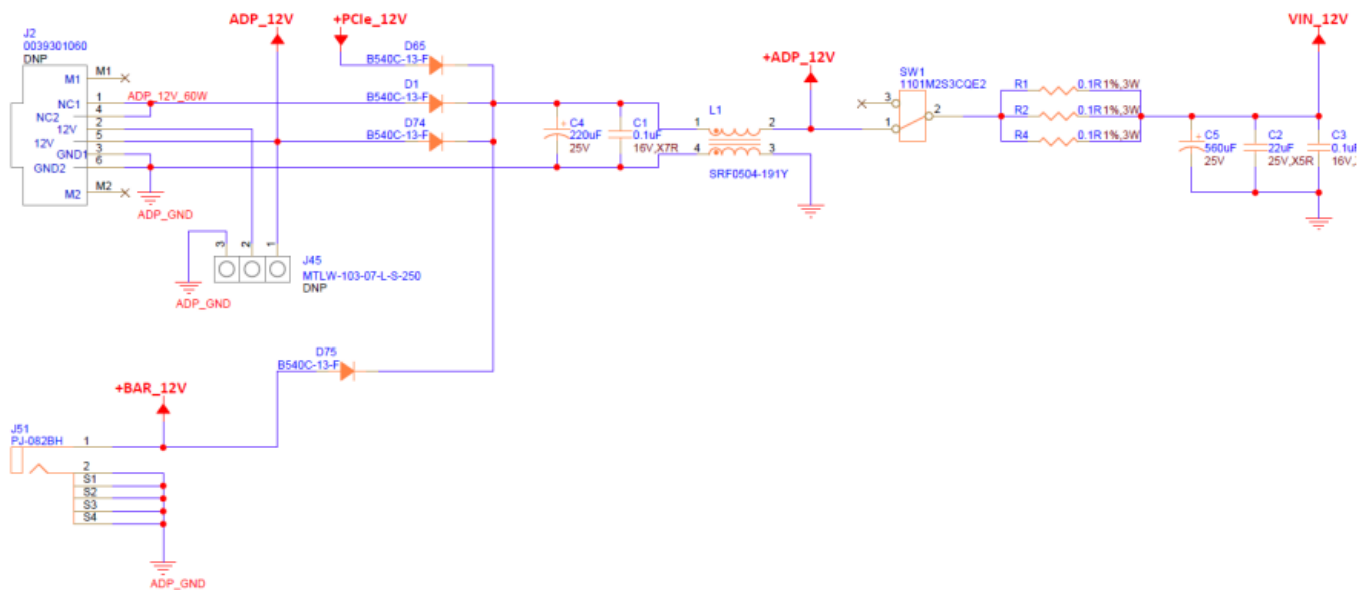 ADP_12V
+PCIe_12V
VIN_12V
J2
0039301060
DNP
D65
B540C-13-F
M1
M1
+ADP_12V
SW1
1101M2S3CQE2
D1
B540C-13-F
ADP_12V_60W
NC1
1
NC2
4
12V
2
12V
5
GND1
3
GND2
6
M2
M2
D74
B540C-13-F
C4
220uF
25V
C1
0.1uF
16V,X7R
L1
1
2
4
3
SRF0504-191Y
3
2
1
R1
0.1R 1%,3W
R2
0.1R 1%,3W
R4
0.1R 1%,3W
C5
560uF
25V
C2
22uF
25V,X5R
C3
0.1uF
16V,
ADP_GND
3
2
1
J45
MTLW-103-07-L-S-250
DNP
ADP_GND
D75
B540C-13-F
+BAR_12V
J51
PJ-082BH
1
2
S1
S2
S3
S4
ADP_GND